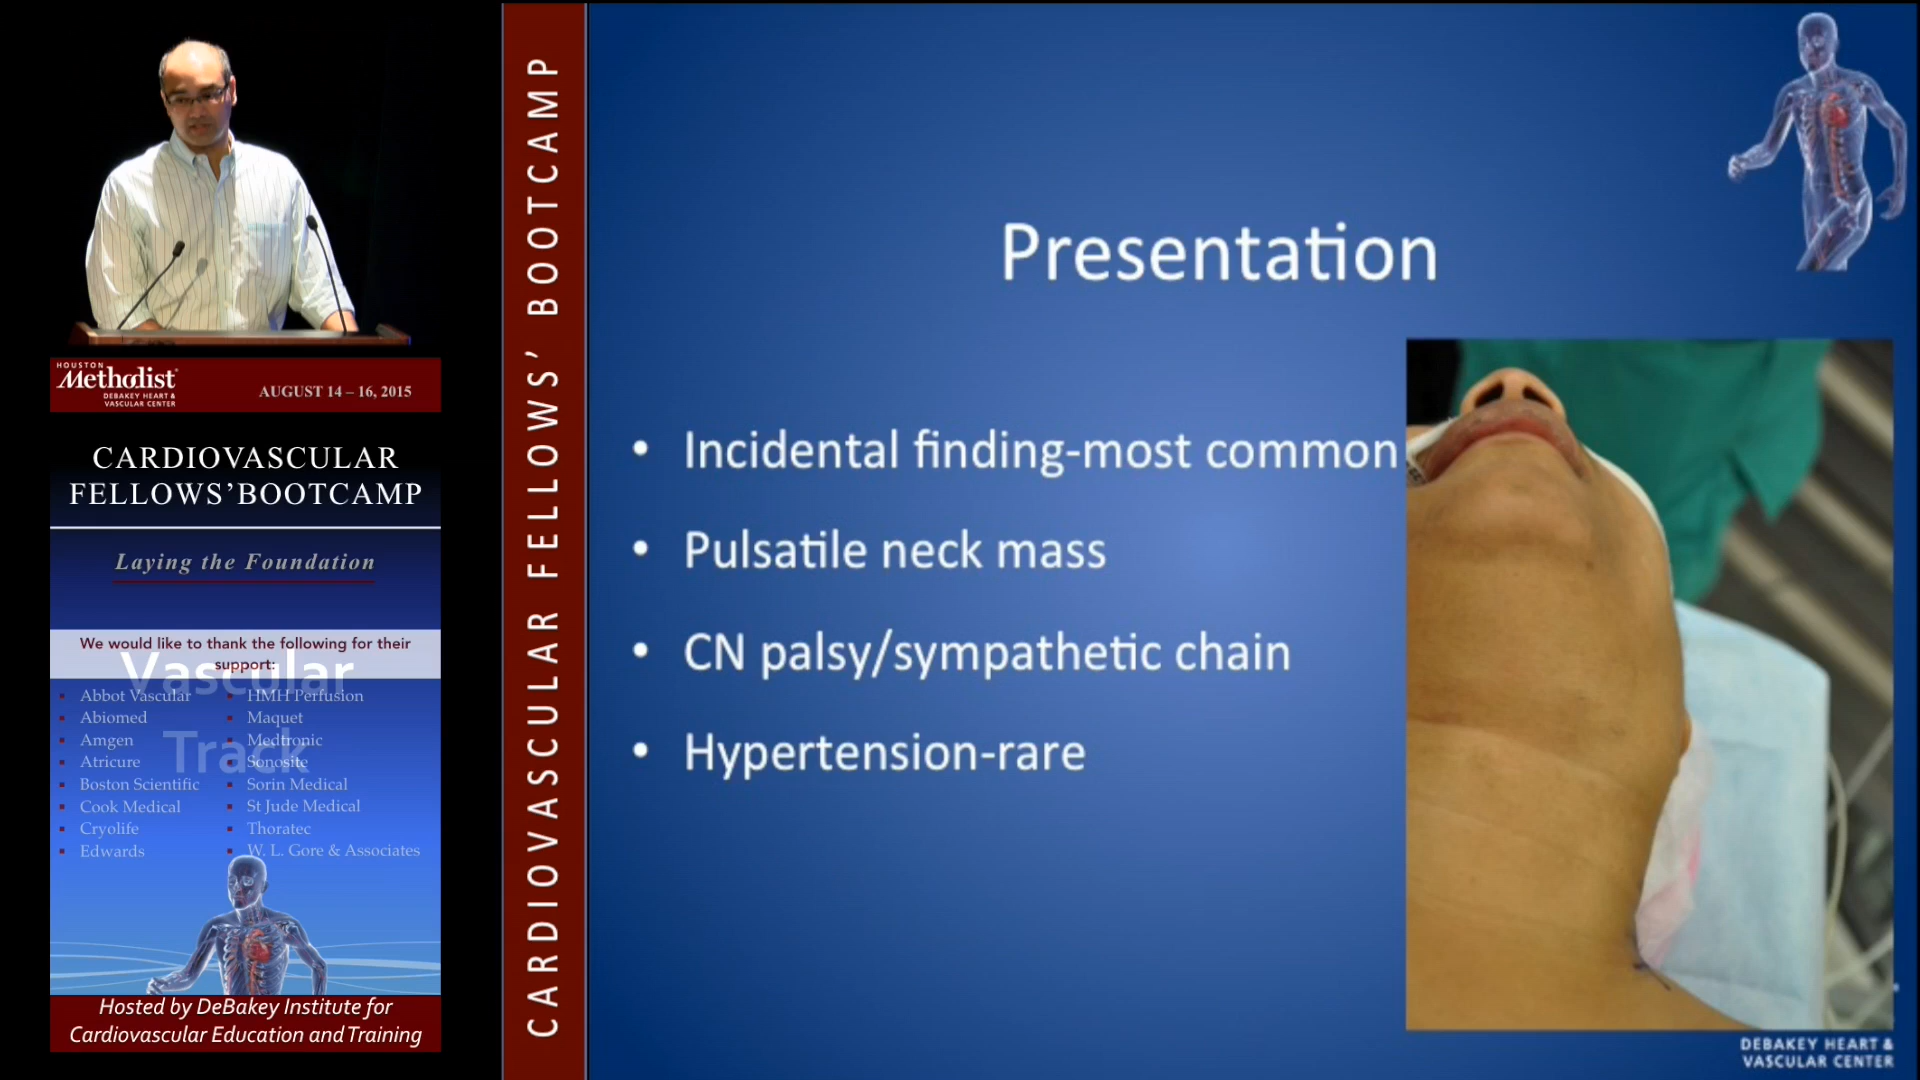 HOUSTON
Methodist
DEBAKEY HEART &
VASCULAR CENTER
AUGUST 14 – 16, 2015
CARDIOVASCULAR
FELLOWS'BOOTCAMP
Laying the Foundation
We would like to thank the following for their
support:
Vascular
Track
▪ Abbot Vascular
▪ Abiomed
▪ Amgen
▪ Atricure
▪ Boston Scientific
▪ Cook Medical
▪ Cryolife
▪ Edwards
▪ HMH Perfusion
▪ Maquet
▪ Medtronic
▪ Sonosite
▪ Sorin Medical
▪ St Jude Medical
▪ Thoratec
▪ W. L. Gore & Associates
Hosted by DeBakey Institute for
Cardiovascular Education and Training
CARDIOVASCULAR FELLOWS' BOOTCAMP
Presentation
• Incidental finding-most common
• Pulsatile neck mass
• CN palsy/sympathetic chain
• Hypertension-rare
DEBAKEY HEART &
VASCULAR CENTER